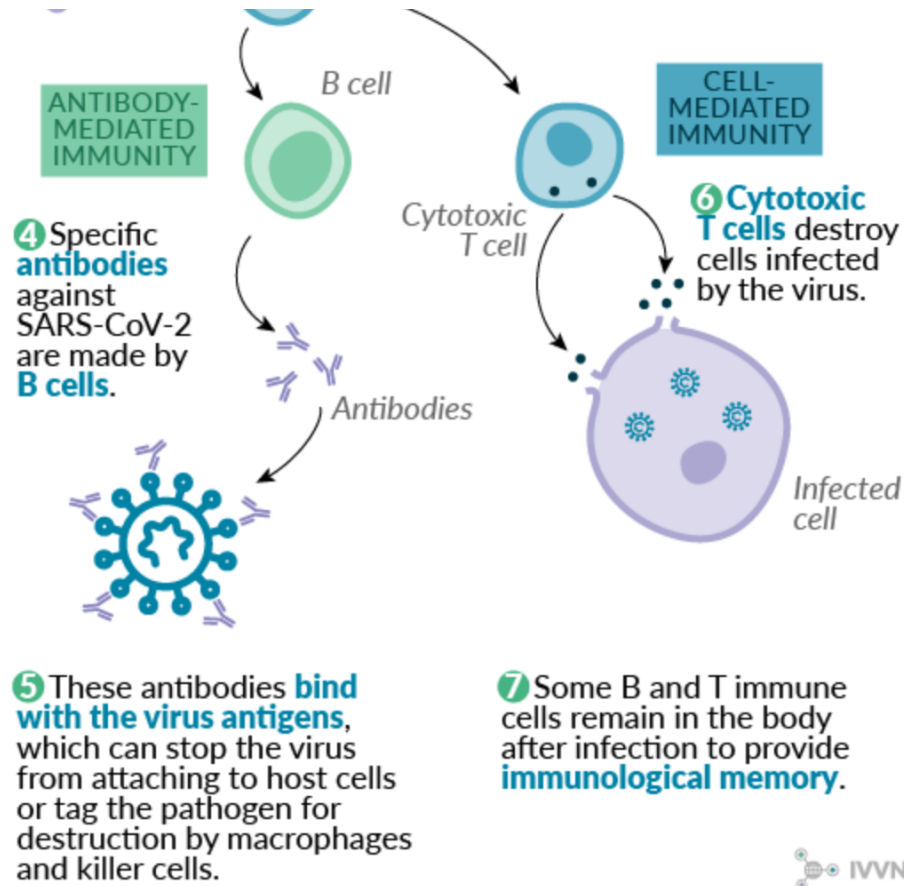 B cell
ANTIBODY-
MEDIATED
IMMUNITY
CELL-
MEDIATED
IMMUNITY
4 Specific
antibodies
against
SARS-CoV-2
are made by
B cells.
Cytotoxic
T cell
6 Cytotoxic
T cells destroy
cells infected
by the virus.
Antibodies
C
C
C
Infected
cell
5 These antibodies bind
with the virus antigens,
which can stop the virus
from attaching to host cells
or tag the pathogen for
destruction by macrophages
and killer cells.
7 Some B and T immune
cells remain in the body
after infection to provide
immunological memory.
IVVN